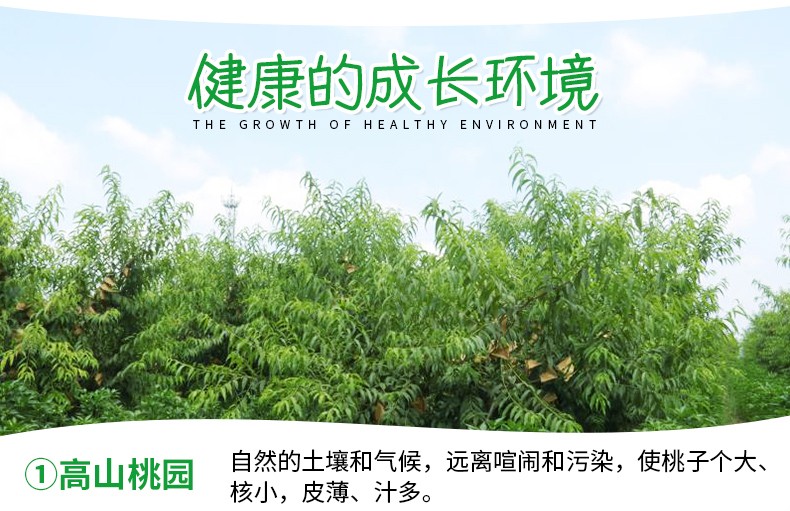 健康的成长环境
THE GROWTH OF HEALTHY ENVIRONMENT
①高山桃园
自然的土壤和气候，远离喧闹和污染，使桃子个大、
核小，皮薄、汁多。